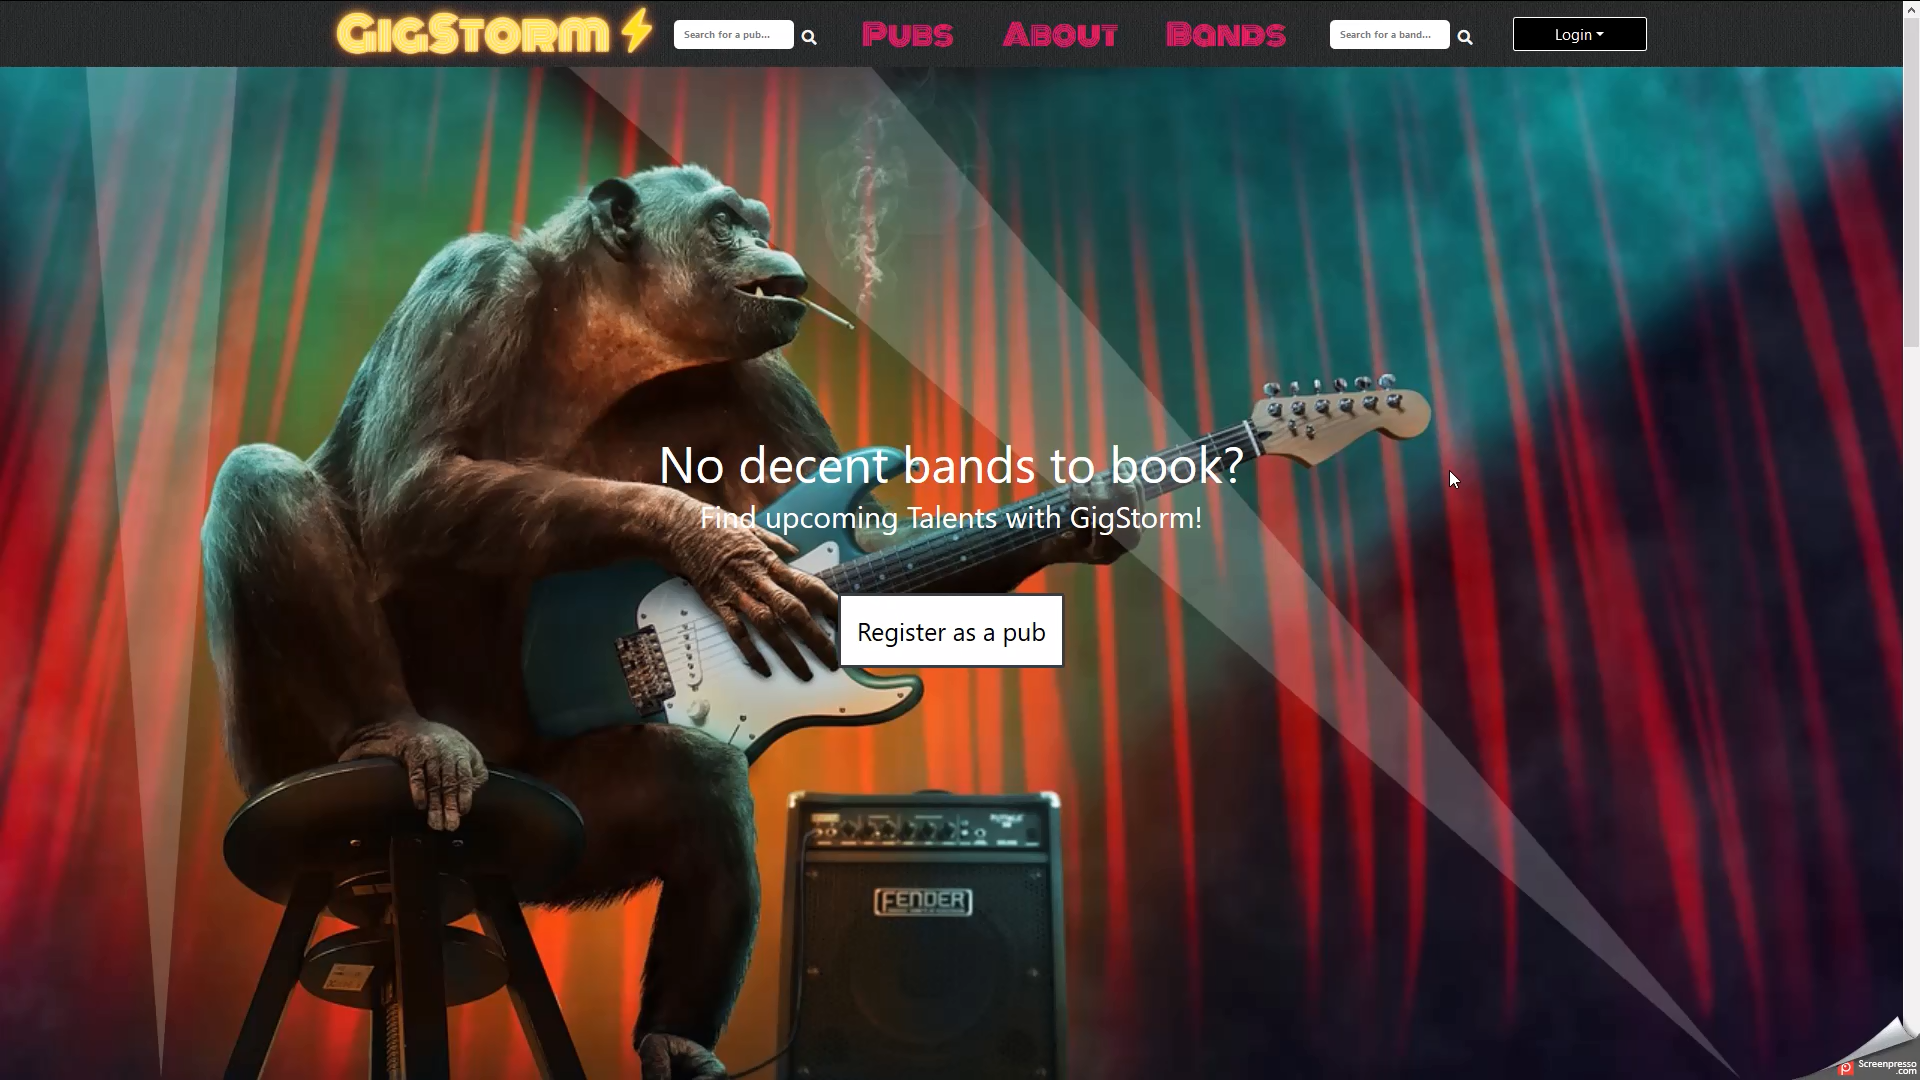 GigStorm
Search for a pub...
Pubs
About
Bands
Search for a band...
Login
No decent bands to book?
Find upcoming Talents with GigStorm!
Register as a pub
FENDER
Screenpresso
.com